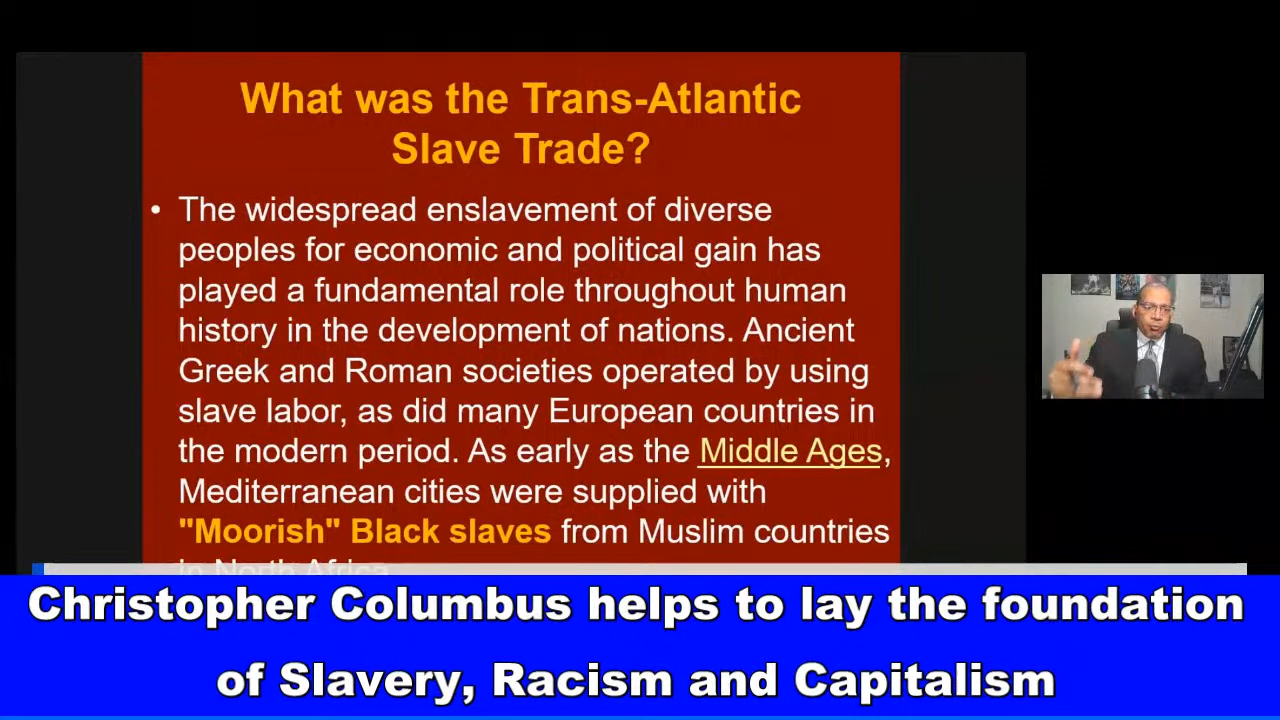 What was the Trans-Atlantic
Slave Trade?
• The widespread enslavement of diverse
peoples for economic and political gain has
played a fundamental role throughout human
history in the development of nations. Ancient
Greek and Roman societies operated by using
slave labor, as did many European countries in
the modern period. As early as the Middle Ages,
Mediterranean cities were supplied with
"Moorish" Black slaves from Muslim countries
in North Africa
Christopher Columbus helps to lay the foundation
of Slavery, Racism and Capitalism